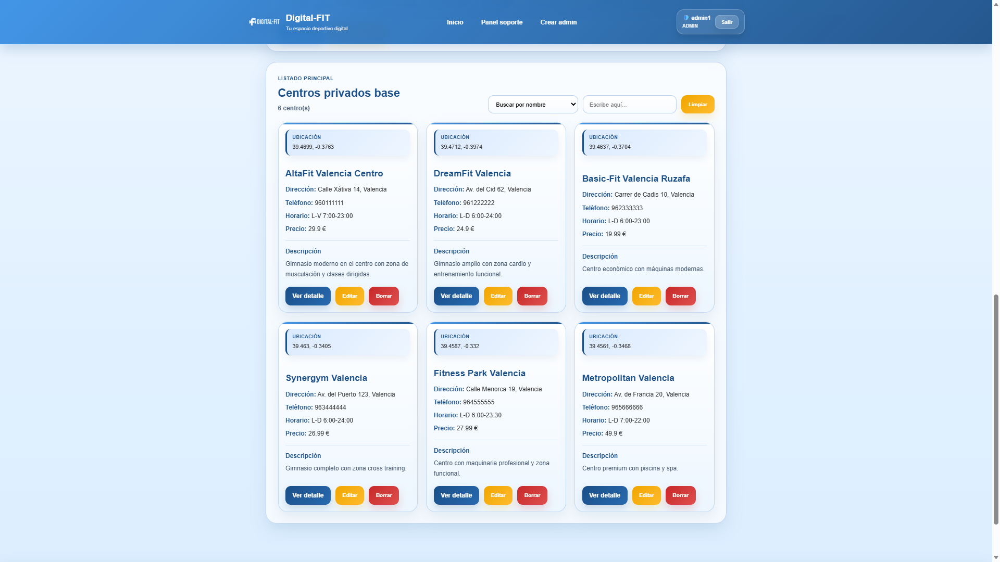 DIGITAL-FIT
Digital-FIT
Tu espacio deportivo digital
Inicio
Panel soporte
Crear admin
admin1
ADMIN
Salir
LISTADO PRINCIPAL
Centros privados base
6 centro(s)
Buscar por nombre
Escribe aquí...
Limpiar
UBICACIÓN
39.4699, -0.3763
AltaFit Valencia Centro
Dirección: Calle Xàtiva 14, Valencia
Teléfono: 960111111
Horario: L-V 7:00-23:00
Precio: 29.9 €
Descripción
Gimnasio moderno en el centro con zona de
musculación y clases dirigidas.
Ver detalle
Editar
Borrar
UBICACIÓN
39.4712, -0.3974
DreamFit Valencia
Dirección: Av. del Cid 62, Valencia
Teléfono: 961222222
Horario: L-D 6:00-24:00
Precio: 24.9 €
Descripción
Gimnasio amplio con zona cardio y
entrenamiento funcional.
Ver detalle
Editar
Borrar
UBICACIÓN
39.4637, -0.3704
Basic-Fit Valencia Ruzafa
Dirección: Carrer de Cadis 10, Valencia
Teléfono: 962333333
Horario: L-D 6:00-23:00
Precio: 19.99 €
Descripción
Centro económico con máquinas modernas.
Ver detalle
Editar
Borrar
UBICACIÓN
39.463, -0.3405
Synergym Valencia
Dirección: Av. del Puerto 123, Valencia
Teléfono: 963444444
Horario: L-D 6:00-24:00
Precio: 26.99 €
Descripción
Gimnasio completo con zona cross training.
Ver detalle
Editar
Borrar
UBICACIÓN
39.4587, -0.332
Fitness Park Valencia
Dirección: Calle Menorca 19, Valencia
Teléfono: 964555555
Horario: L-D 6:00-23:30
Precio: 27.99 €
Descripción
Centro con maquinaria profesional y zona
funcional.
Ver detalle
Editar
Borrar
UBICACIÓN
39.4561, -0.3468
Metropolitan Valencia
Dirección: Av. de Francia 20, Valencia
Teléfono: 965666666
Horario: L-D 7:00-22:00
Precio: 49.9 €
Descripción
Centro premium con piscina y spa.
Ver detalle
Editar
Borrar